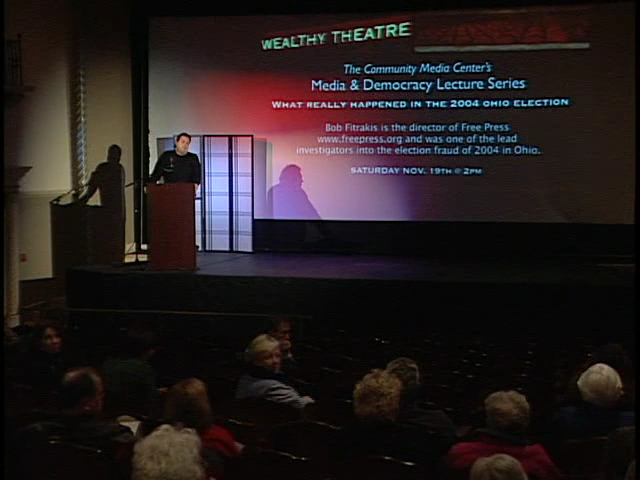 WEALTHY THEATRE
The Community Media Center's
Media & Democracy Lecture Series
WHAT REALLY HAPPENED IN THE 2004 OHIO ELECTION
Bob Fitrakis is the director of Free Press
www.freepress.org and was one of the lead
investigators into the election fraud of 2004 in Ohio.
SATURDAY NOV. 19TH @ 2PM